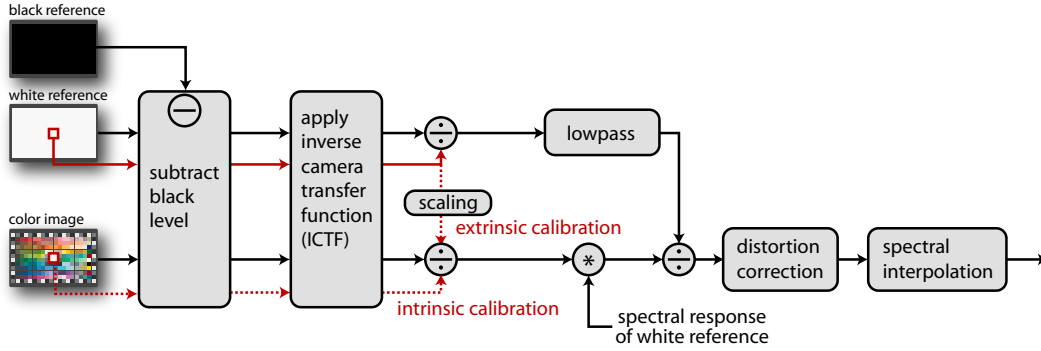 black reference
white reference
color image
subtract
black
level
apply
inverse
camera
transfer
function
(ICTF)
lowpass
scaling
extrinsic calibration
intrinsic calibration
*
spectral response
of white reference
distortion
correction
spectral
interpolation